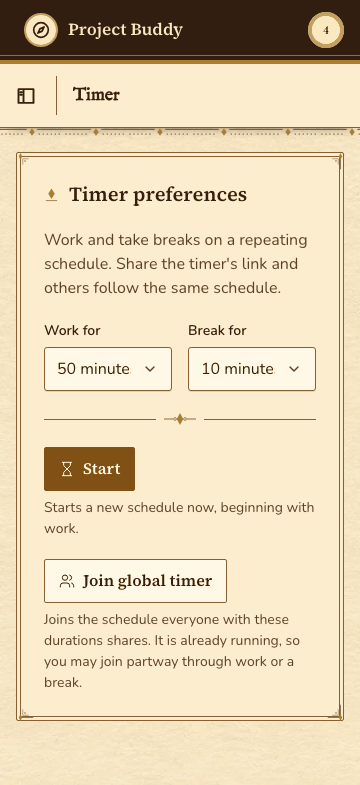 Project Buddy
4
Timer
Timer preferences
Work and take breaks on a repeating
schedule. Share the timer's link and
others follow the same schedule.
Work for
Break for
50 minute
10 minute
Start
Starts a new schedule now, beginning with
work.
Join global timer
Joins the schedule everyone with these
durations shares. It is already running, so
you may join partway through work or a
break.